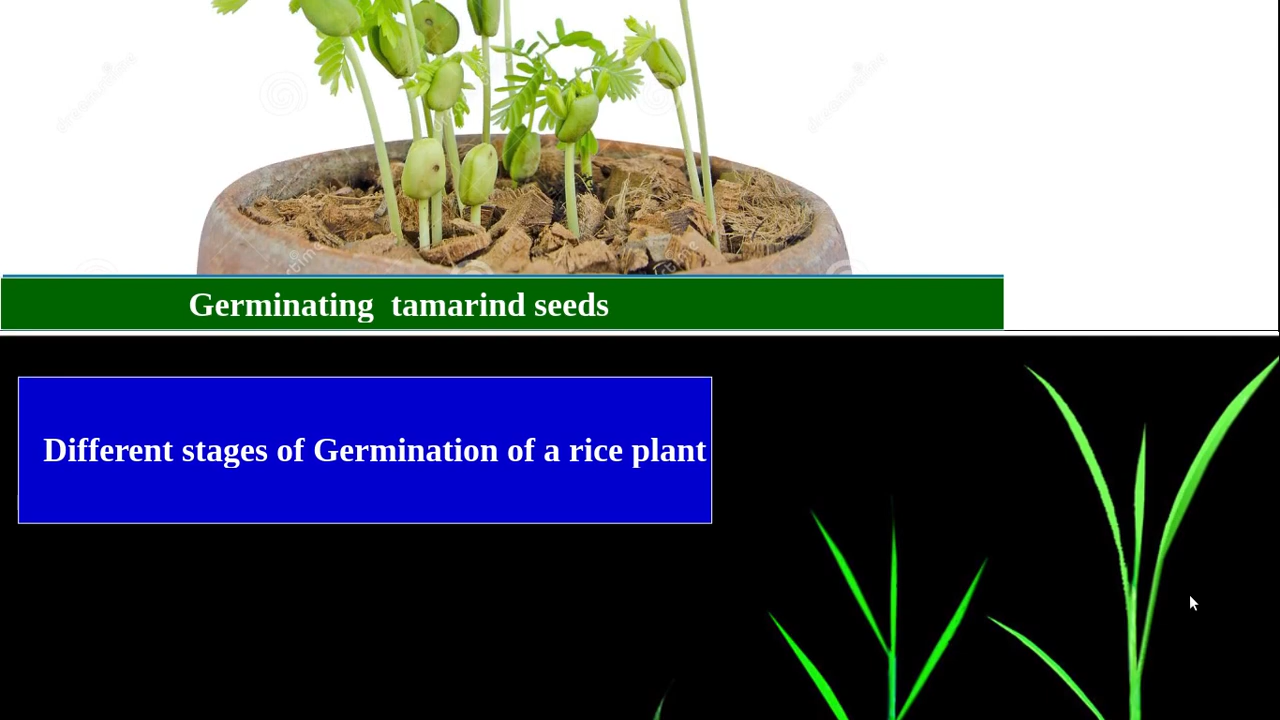 Germinating  tamarind seeds
Different stages of Germination of a rice plant